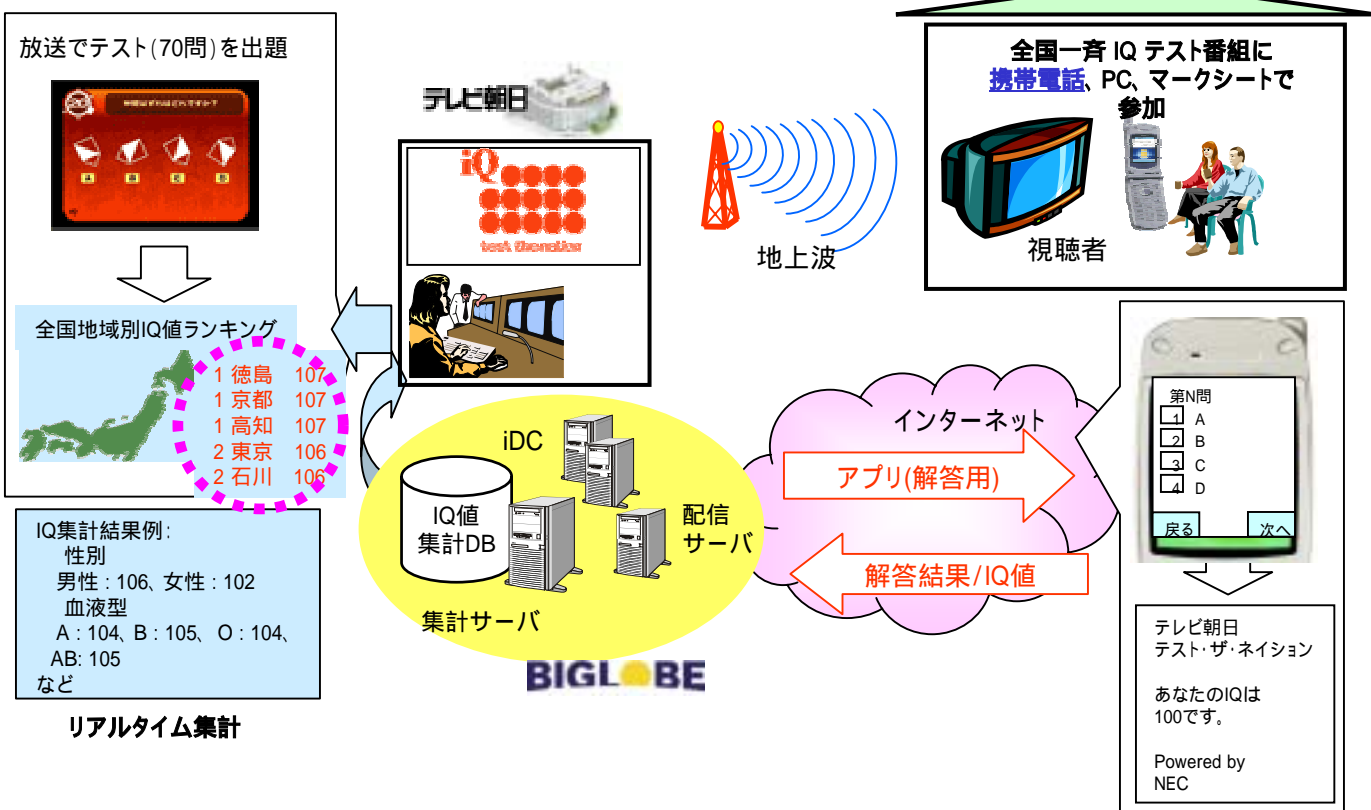 放送でテスト(70問)を出題
全国地域別IQ値ランキング
1 徳島 107
1 京都 107
1 高知 107
2 東京 106
2 石川 106
IQ集計結果例:
性別
男性:106、女性:102
血液型
A:104、B:105、O:104、
AB: 105
など
リアルタイム集計
テレビ朝日
iQ
test the nation
iDC
IQ値
集計DB
配信
サーバ
集計サーバ
BIGLOBE
地上波
全国一斉 IQ テスト番組に
携帯電話、PC、マークシートで
参加
視聴者
インターネット
アプリ(解答用)
解答結果/IQ値
第N問
1 A
2 B
3 C
4 D
戻る 次へ
テレビ朝日
テスト・ザ・ネイション
あなたのIQは
100です。
Powered by
NEC